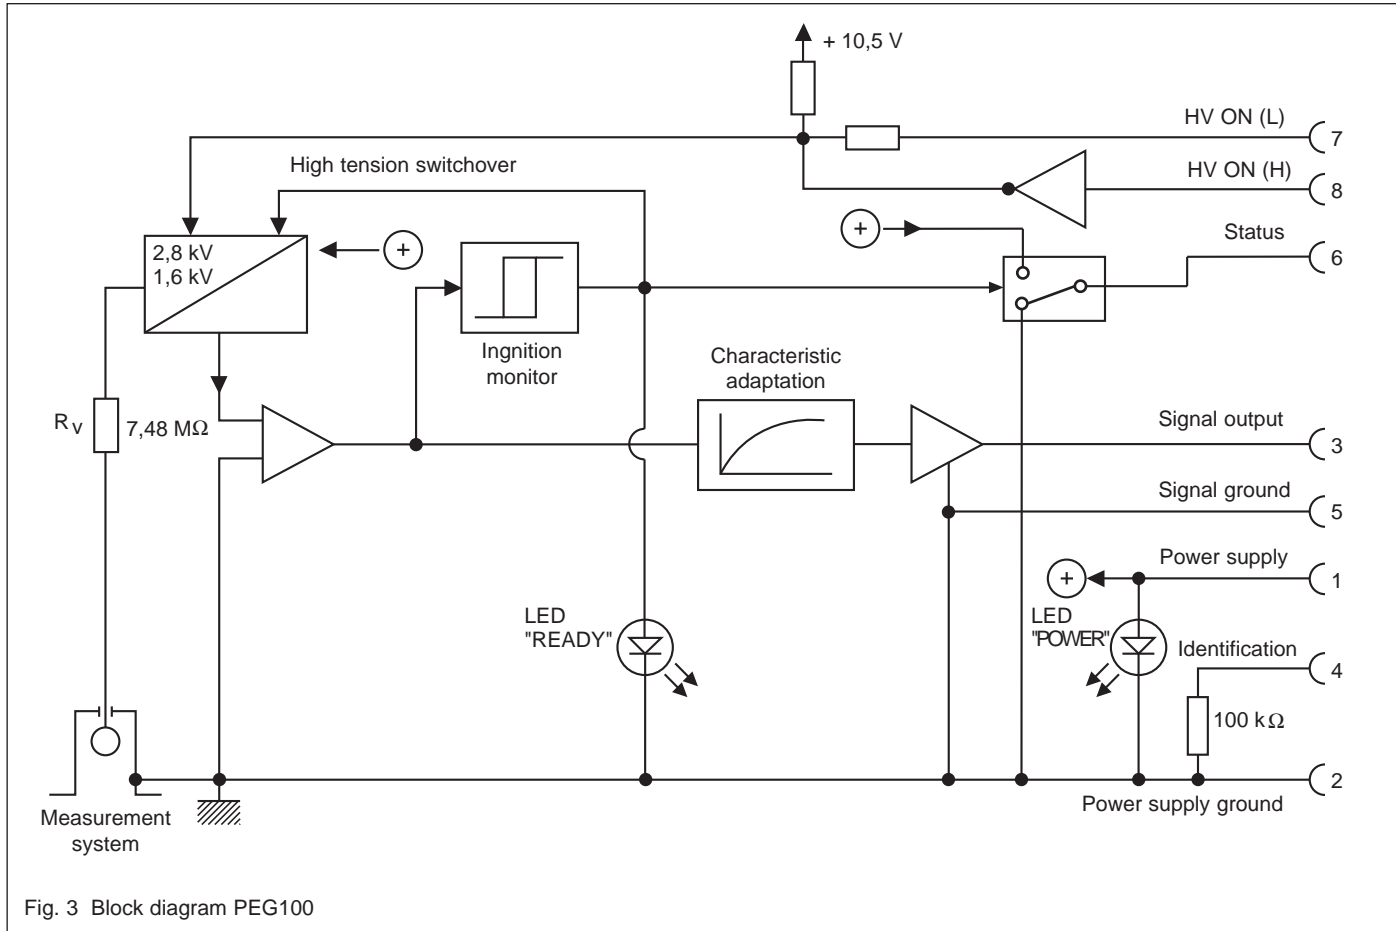 + 10,5 V
HV ON (L)
7
High tension switchover
HV ON (H)
8
+
+
Status
6
2,8 kV
1,6 kV
Ingnition
monitor
Characteristic
adaptation
Rv
7,48 MΩ
Signal output
3
Signal ground
5
Power supply
1
+
LED
"READY"
LED
"POWER"
Identification
4
100 kΩ
2
Power supply ground
Measurement
system
Fig. 3 Block diagram PEG100